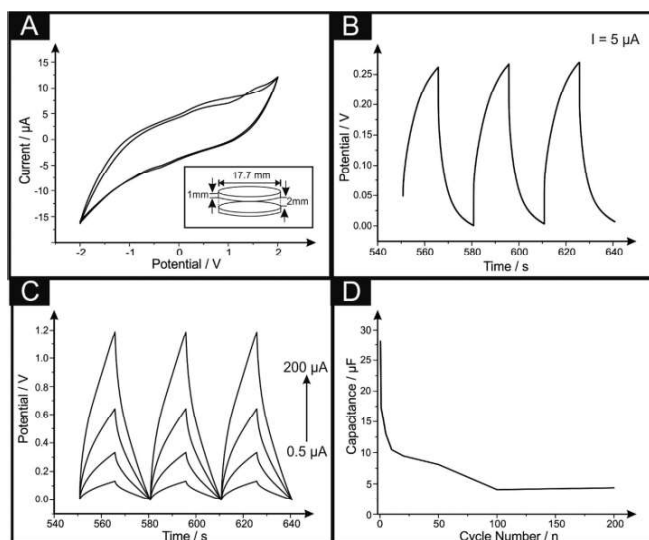 A
Current / µA
15
10
5
0
-5
-10
-15
-2
-1
0
1
2
Potential / V
17.7 mm
1mm
2mm
B
I = 5 µA
Potential / V
0.25
0.20
0.15
0.10
0.05
0.00
540
560
580
600
620
640
Time / s
C
Potential / V
1.2
1.0
0.8
0.6
0.4
0.2
0.0
200 µA
0.5 µA
540
560
580
600
620
640
Time / s
D
Capacitance / µF
30
25
20
15
10
5
0
0
50
100
150
200
Cycle Number / n